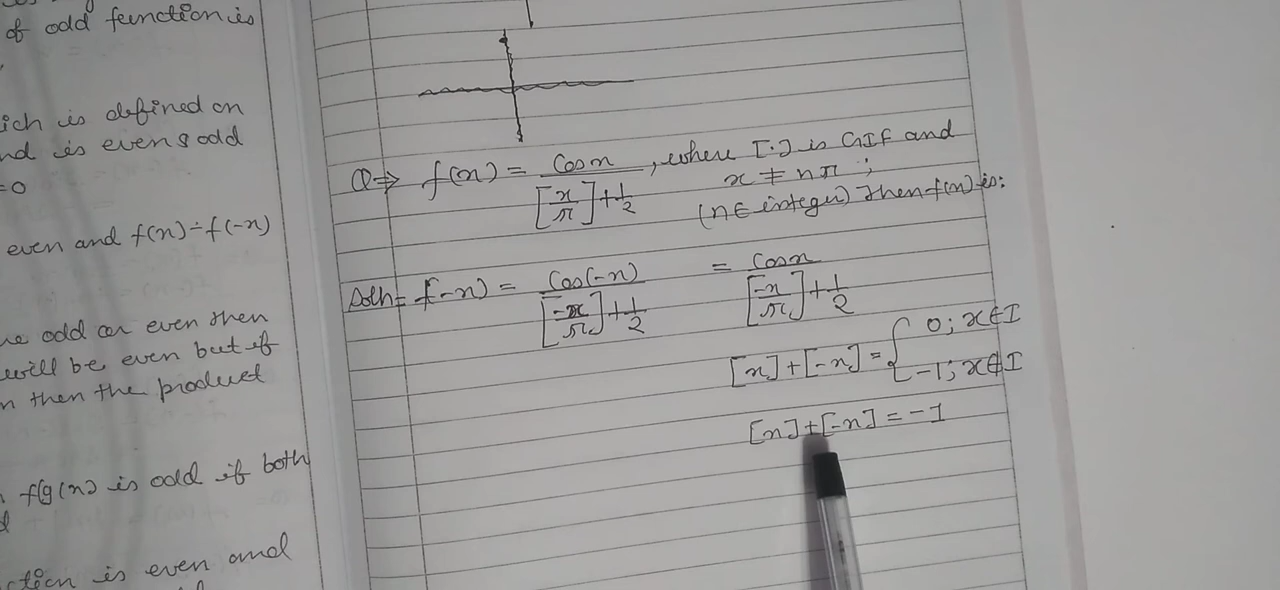 of odd function is
ich is defined on
nd is even & odd
=0
even and f(x) = f(-x)
odd or even then
will be even but if
n then the product
f(g(x) is odd if both
ction is even and
Q⇒ f(x) = cos x / [x/π] + 1/2 , where [·] is GIF and
x ≠ nπ ;
(n ∈ integer) Then f(x) is:
Soln= f(-x) = Cos(-x) / [-x/π] + 1/2 = cos x / [-x/π] + 1/2
[x] + [-x] = { 0 ; x ∈ I
-1 ; x ∉ I
[x] + [-x] = -1